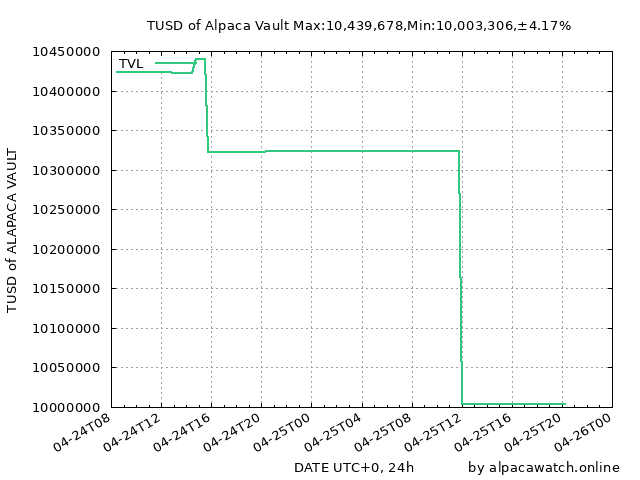 TUSD of Alpaca Vault Max:10,439,678,Min:10,003,306,±4.17%
TUSD of ALAPACA VAULT
TVL
10450000
10400000
10350000
10300000
10250000
10200000
10150000
10100000
10050000
10000000
04-24T08
04-24T12
04-24T16
04-24T20
04-25T00
04-25T04
04-25T08
04-25T12
04-25T16
04-25T20
04-26T00
DATE UTC+0, 24h
by alpacawatch.online